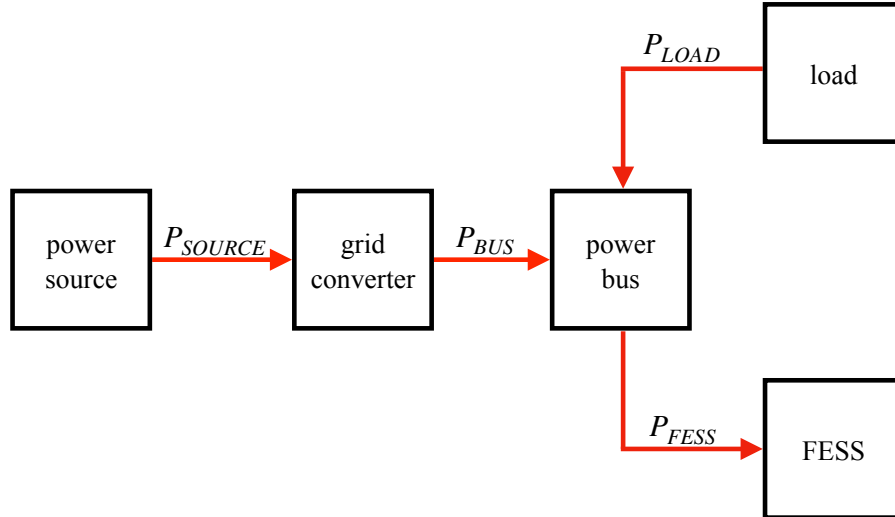 P_LOAD
load
power
source
P_SOURCE
grid
converter
P_BUS
power
bus
P_FESS
FESS